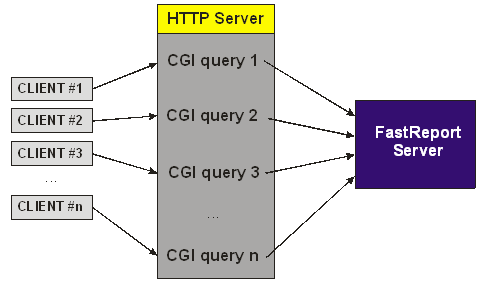 HTTP Server
CGI query 1
CLIENT #1
CGI query 2
CLIENT #2
FastReport
Server
CLIENT #3
CGI query 3
...
CLIENT #n
...
CGI query n